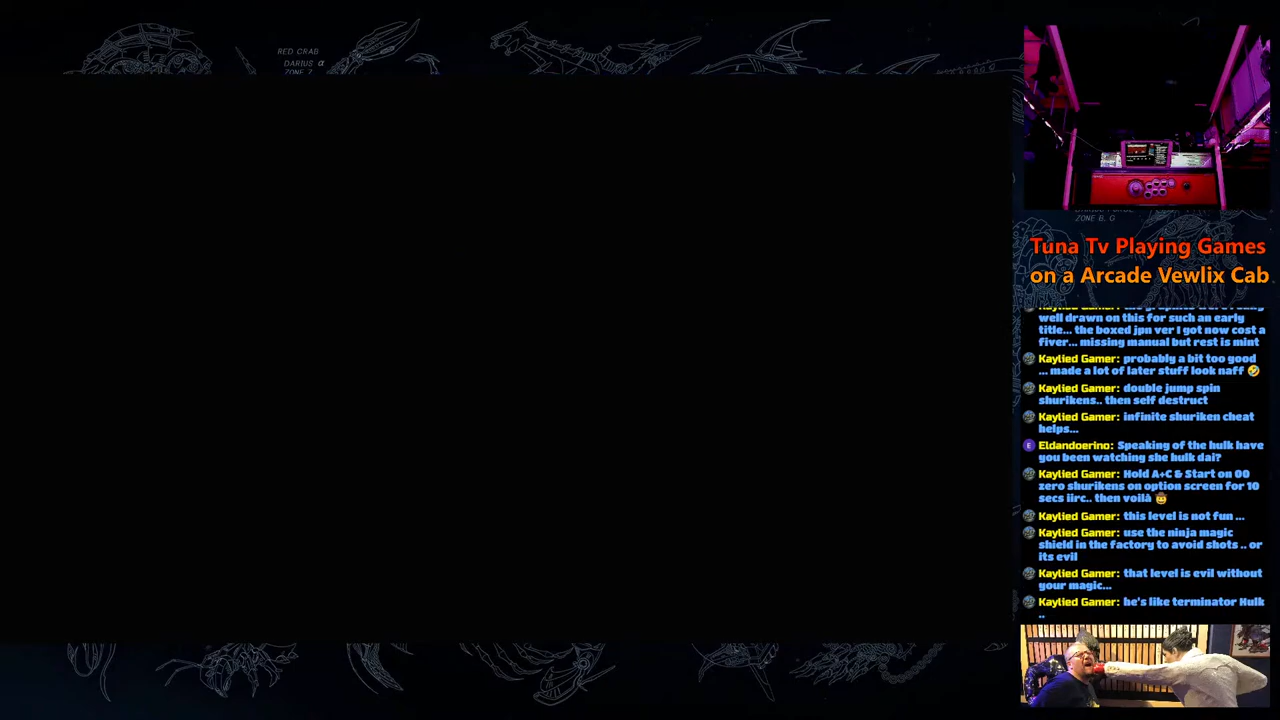 RED CRAB
DARIUS α
ZONE Z
ZONE B. G
Tuna Tv Playing Games
on a Arcade Vewlix Cab
well drawn on this for such an early
title... the boxed jpn ver I got now cost a
fiver... missing manual but rest is mint
Kaylied Gamer: probably a bit too good
... made a lot of later stuff look naff 🤣
Kaylied Gamer: double jump spin
shurikens.. then self destruct
Kaylied Gamer: infinite shuriken cheat
helps...
E Eldandoerino: Speaking of the hulk have
you been watching she hulk dai?
Kaylied Gamer: Hold A+C & Start on 00
zero shurikens on option screen for 10
secs iirc.. then voilà 🤠
Kaylied Gamer: this level is not fun ...
Kaylied Gamer: use the ninja magic
shield in the factory to avoid shots .. or
its evil
Kaylied Gamer: that level is evil without
your magic...
Kaylied Gamer: he's like terminator Hulk
..